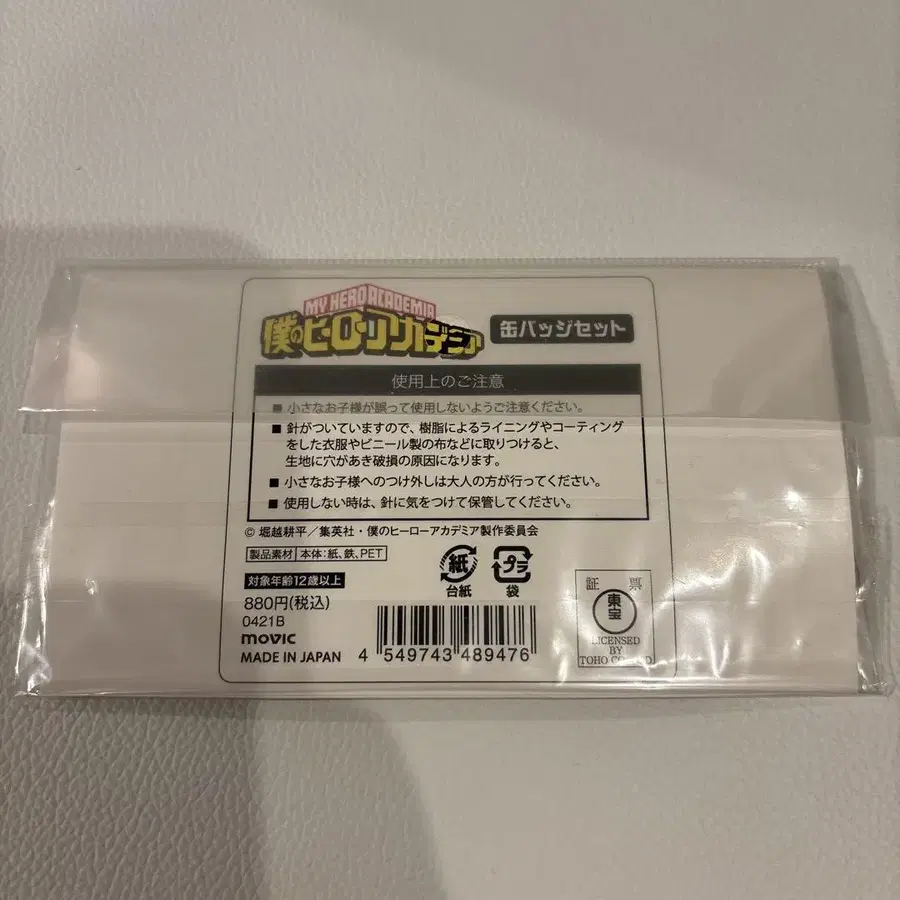 MY HERO ACADEMIA
僕のヒーローアカデミア 缶バッジセット
使用上のご注意
■ 小さなお子様が誤って使用しないようご注意ください。
■ 針がついていますので、樹脂によるライニングやコーティング
をした衣服やビニール製の布などに取りつけると、
生地に穴があき破損の原因になります。
■ 小さなお子様へのつけ外しは大人の方が行ってください。
■ 使用しない時は、針に気をつけて保管してください。
© 堀越耕平／集英社・僕のヒーローアカデミア製作委員会
製品素材 本体:紙、鉄、PET
紙 プラ
台紙 袋
対象年齢12歳以上
880円(税込)
0421B
movic
MADE IN JAPAN
4 549743 489476
証 票
東宝
LICENSED
BY
TOHO CO.